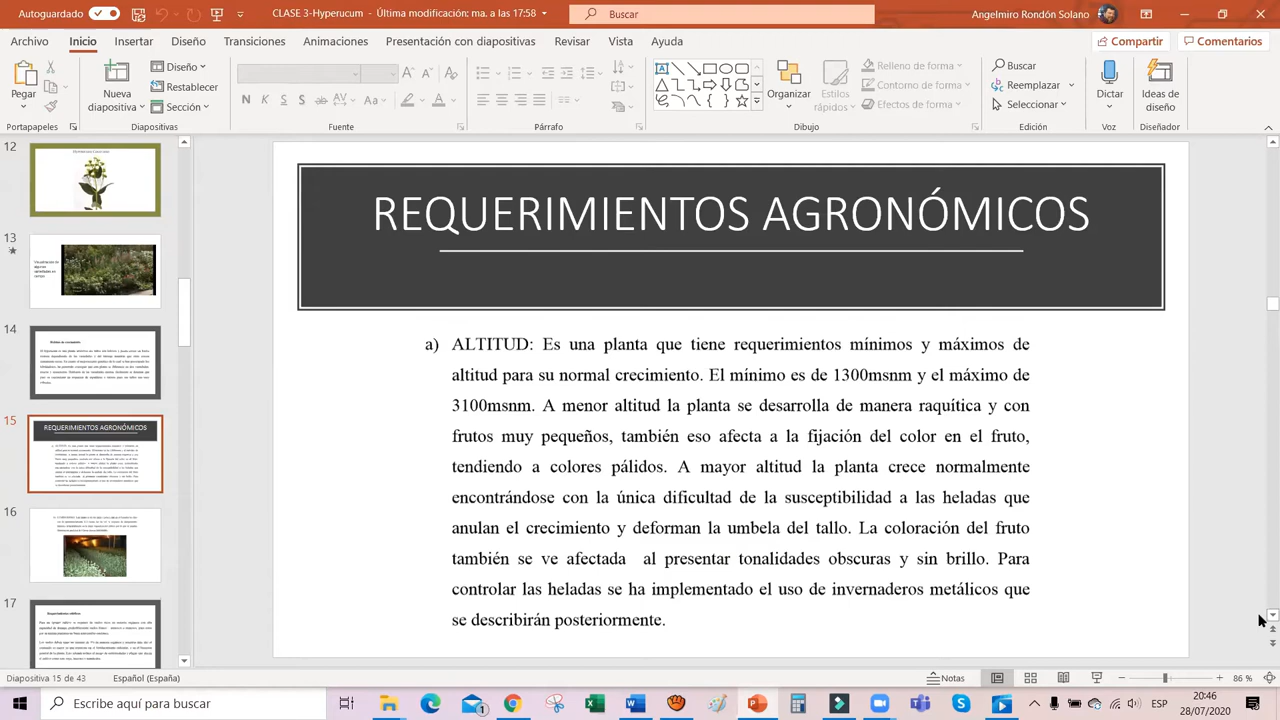 Autoguardado
CLASE 3-Hyperucum - Última modificación: mar. a las 17:58
Buscar
Angelmiro Rondón Solano
Archivo Inicio Insertar Diseño Transiciones Animaciones Presentación con diapositivas Revisar Vista Ayuda
Compartir
Comentarios
Pegar
Nueva
diapositiva
Diseño
Restablecer
Sección
Organizar
Estilos
rápidos
Relleno de forma
Contorno de forma
Efectos de forma
Buscar
Reemplazar
Seleccionar
Dictar
Ideas de
diseño
Portapapeles
Diapositivas
Fuente
Párrafo
Dibujo
Edición
Voz
Diseñador
12
13
14
15
REQUERIMIENTOS AGRONÓMICOS
16
17
REQUERIMIENTOS AGRONÓMICOS
a) ALTITUD: Es una planta que tiene requerimientos mínimos y máximos de
altitud para su normal crecimiento. El mínimo es de 1300msnm y el máximo de
3100msnm. A menor altitud la planta se desarrolla de manera raquítica y con
frutos muy pequeños, también eso afecta a la fijación del color en el fruto,
tendiendo a colores pálidos. A mayor altitud la planta crece normalmente
encontrándose con la única dificultad de la susceptibilidad a las heladas que
anulan el crecimiento y deforman la umbela del tallo. La coloración del fruto
también se ve afectada al presentar tonalidades obscuras y sin brillo. Para
controlar las heladas se ha implementado el uso de invernaderos metálicos que
se describirán posteriormente.
Diapositiva 15 de 43
Español (España)
Notas
86 %
Escribe aquí para buscar
1
ESP
20:46
28/07/2020